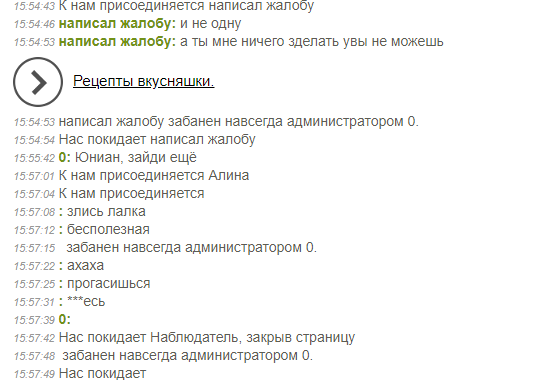 15:54:43 К нам присоединяется написал жалобу
15:54:46 написал жалобу: и не одну
15:54:53 написал жалобу: а ты мне ничего зделать увы не можешь
Рецепты вкусняшки.
15:54:53 написал жалобу забанен навсегда администратором 0.
15:54:54 Нас покидает написал жалобу
15:55:42 0: Юниан, зайди ещё
15:57:01 К нам присоединяется Алина
15:57:04 К нам присоединяется
15:57:08 : злись лалка
15:57:12 : бесполезная
15:57:15 забанен навсегда администратором 0.
15:57:22 : ахаха
15:57:25 : прогасишься
15:57:31 : ***есь
15:57:39 0:
15:57:42 Нас покидает Наблюдатель, закрыв страницу
15:57:48 забанен навсегда администратором 0.
15:57:49 Нас покидает